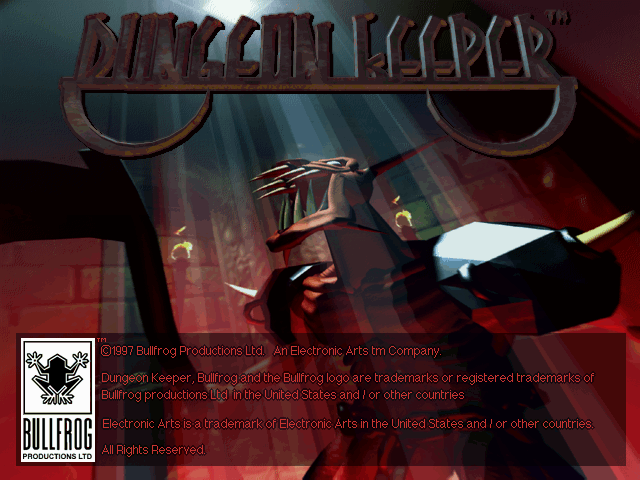 DUNGEON KEEPER™
™
©1997 Bullfrog Productions Ltd. An Electronic Arts tm Company.
Dungeon Keeper, Bullfrog and the Bullfrog logo are trademarks or registered trademarks of
Bullfrog productions Ltd. in the United States and / or other countries
Electronic Arts is a trademark of Electronic Arts in the United States and / or other countries.
All Rights Reserved.
BULLFROG
PRODUCTIONS LTD